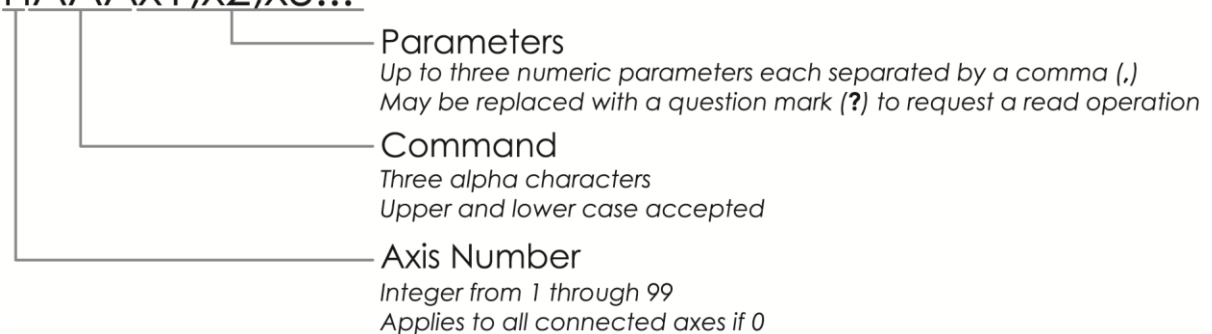 Parameters
Up to three numeric parameters each separated by a comma (,)
May be replaced with a question mark (?) to request a read operation
Command
Three alpha characters
Upper and lower case accepted
Axis Number
Integer from 1 through 99
Applies to all connected axes if 0